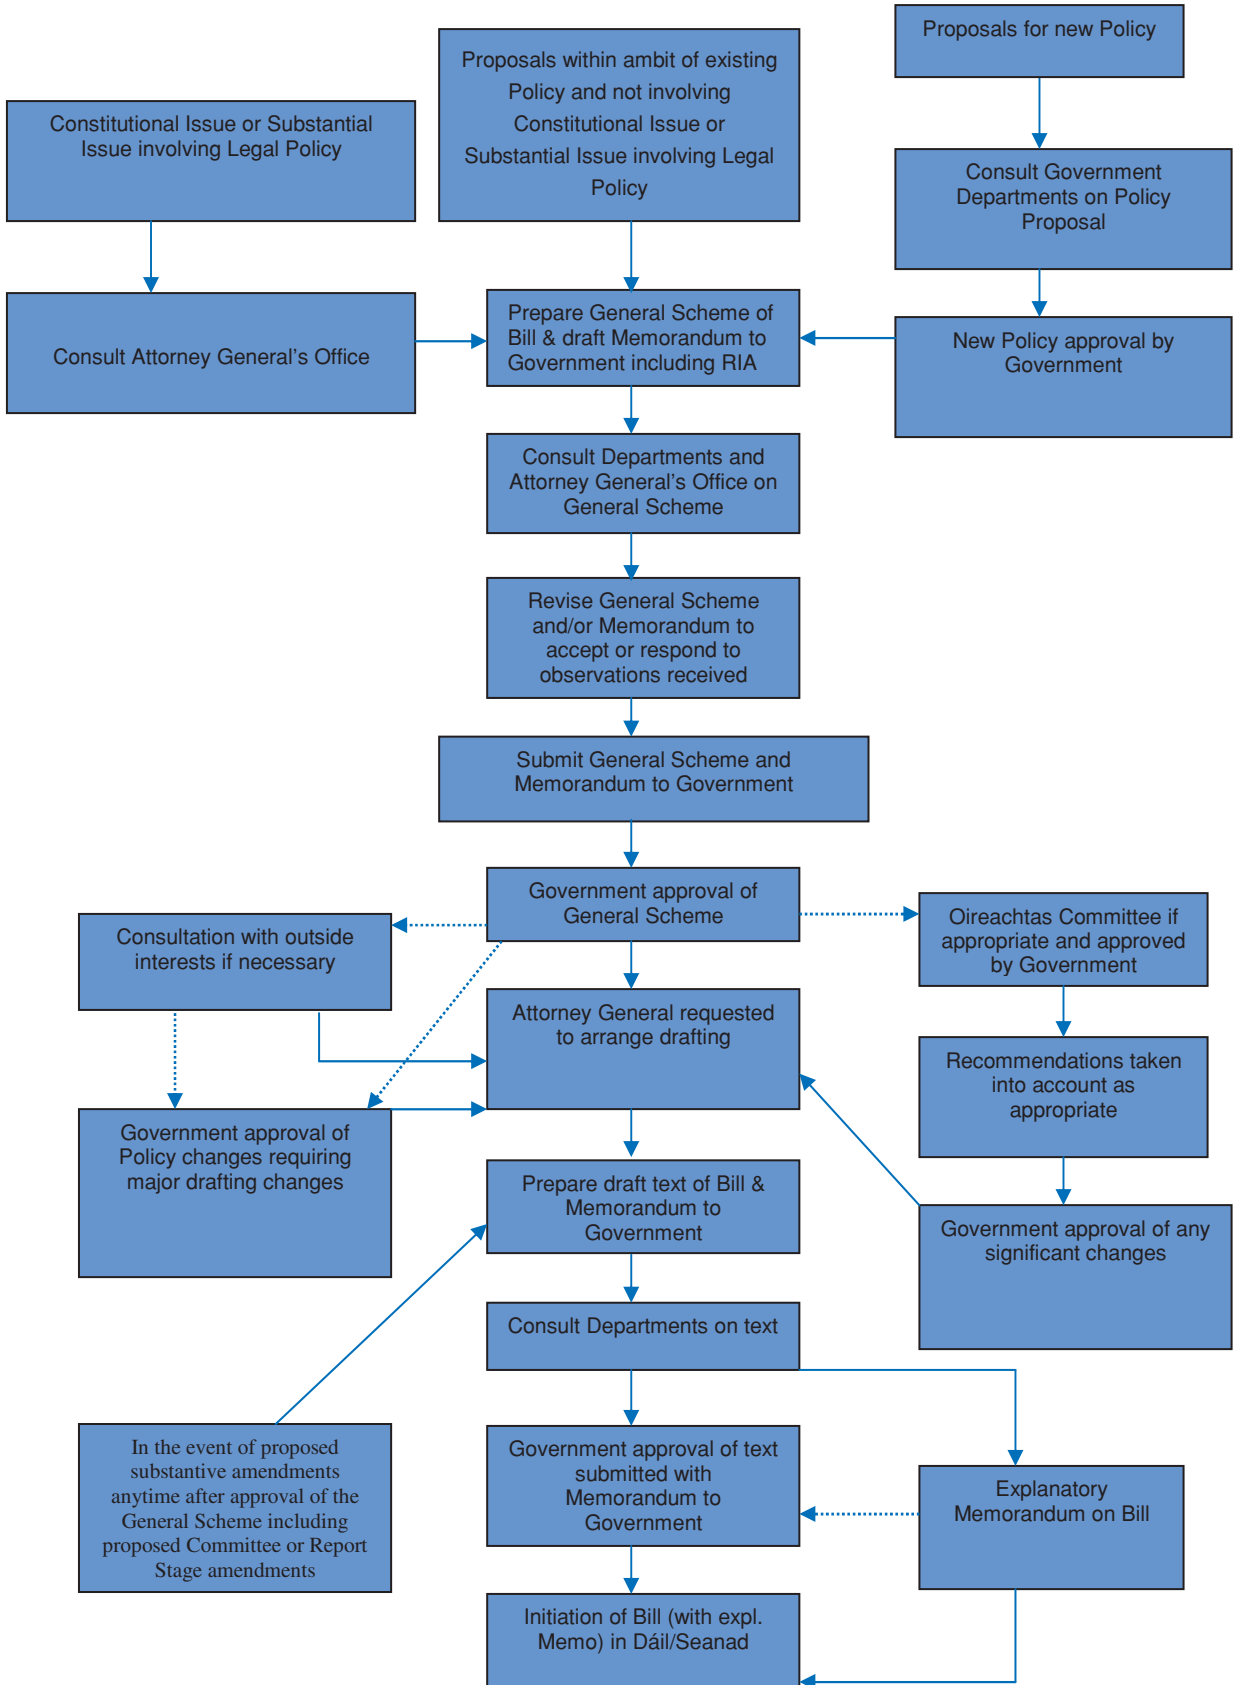 Proposals for new Policy
Proposals within ambit of existing
Policy and not involving
Constitutional Issue or
Substantial Issue involving Legal
Policy
Constitutional Issue or Substantial
Issue involving Legal Policy
Consult Government
Departments on Policy
Proposal
Consult Attorney General’s Office
Prepare General Scheme of
Bill & draft Memorandum to
Government including RIA
New Policy approval by
Government
Consult Departments and
Attorney General’s Office on
General Scheme
Revise General Scheme
and/or Memorandum to
accept or respond to
observations received
Submit General Scheme and
Memorandum to Government
Government approval of
General Scheme
Consultation with outside
interests if necessary
Oireachtas Committee if
appropriate and approved
by Government
Attorney General requested
to arrange drafting
Recommendations taken
into account as
appropriate
Government approval of
Policy changes requiring
major drafting changes
Prepare draft text of Bill &
Memorandum to
Government
Government approval of any
significant changes
Consult Departments on text
In the event of proposed
substantive amendments
anytime after approval of the
General Scheme including
proposed Committee or Report
Stage amendments
Government approval of text
submitted with
Memorandum to
Government
Explanatory
Memorandum on Bill
Initiation of Bill (with expl.
Memo) in Dáil/Seanad